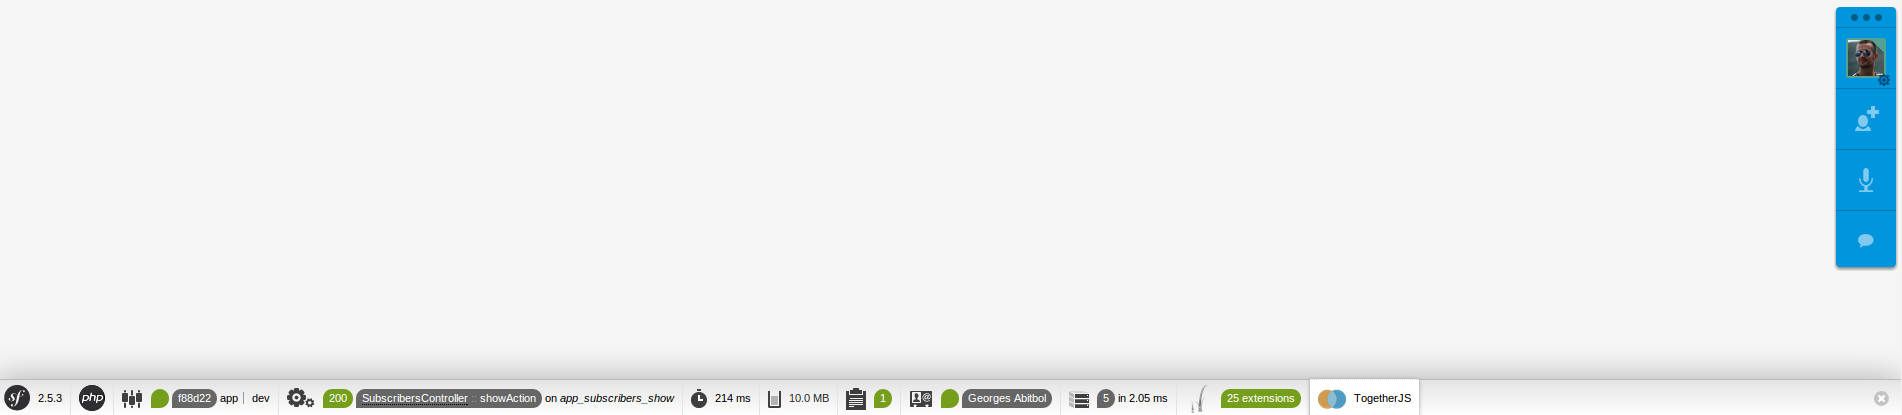 sf 2.5.3 php f88d22 app dev 200 SubscribersController :: showAction on app_subscribers_show 214 ms 10.0 MB 1 @ Georges Abitbol 5 in 2.05 ms 25 extensions TogetherJS